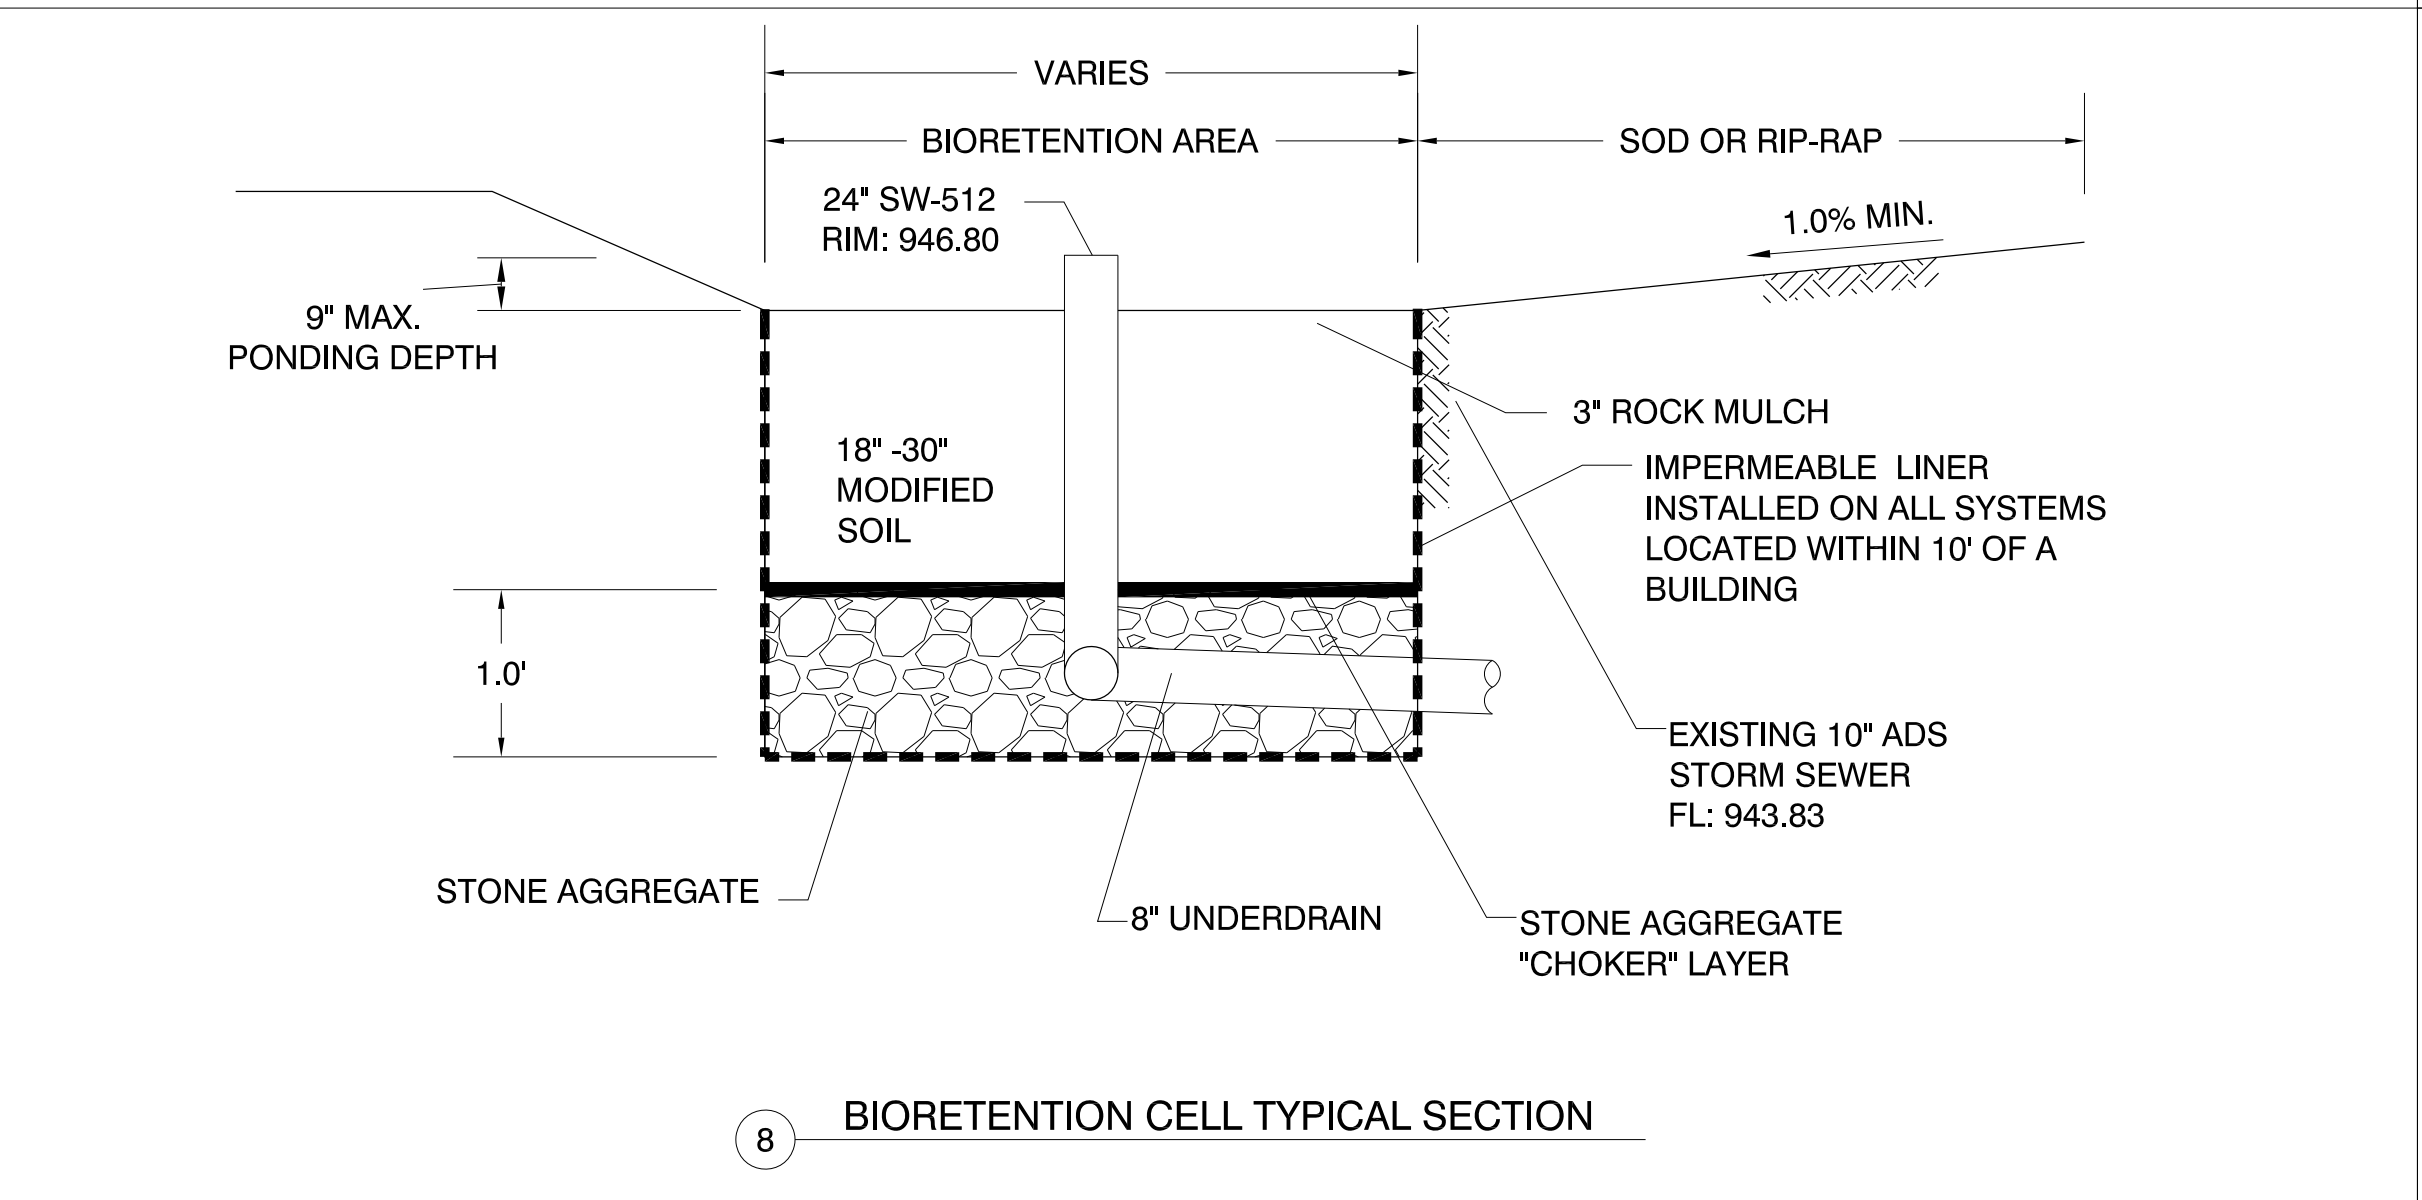 VARIES
BIORETENTION AREA
SOD OR RIP-RAP
24" SW-512
RIM: 946.80
1.0% MIN.
9" MAX.
PONDING DEPTH
3" ROCK MULCH
18" -30"
MODIFIED
SOIL
IMPERMEABLE LINER
INSTALLED ON ALL SYSTEMS
LOCATED WITHIN 10' OF A
BUILDING
1.0'
EXISTING 10" ADS
STORM SEWER
FL: 943.83
STONE AGGREGATE
8" UNDERDRAIN
STONE AGGREGATE
"CHOKER" LAYER
8 BIORETENTION CELL TYPICAL SECTION